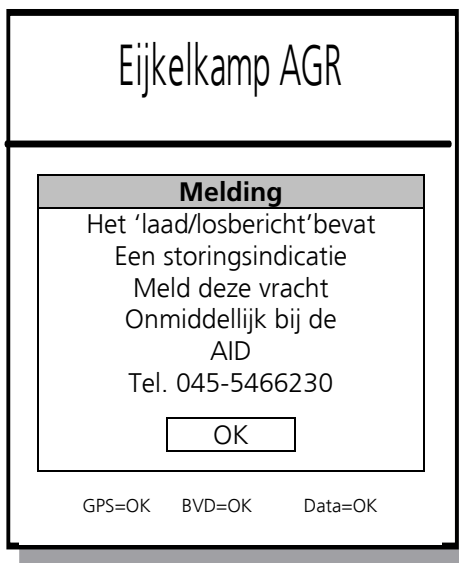 Eijkelkamp AGR
Melding
Het ‘laad/losbericht’bevat
Een storingsindicatie
Meld deze vracht
Onmiddellijk bij de
AID
Tel. 045-5466230
OK
GPS=OK BVD=OK Data=OK